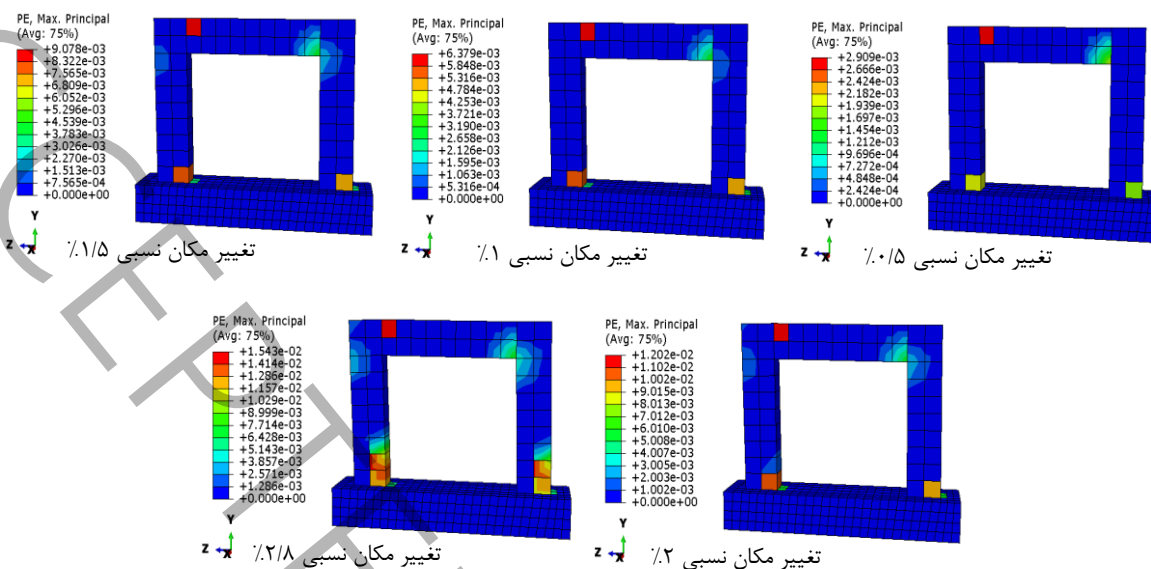 PE, Max. Principal
(Avg: 75%)
+9.078e-03
+8.322e-03
+7.565e-03
+6.809e-03
+6.052e-03
+5.296e-03
+4.539e-03
+3.783e-03
+3.026e-03
+2.270e-03
+1.513e-03
+7.565e-04
+0.000e+00
Y
Z X
تغییر مکان نسبی ۱/۵٪
PE, Max. Principal
(Avg: 75%)
+6.379e-03
+5.848e-03
+5.316e-03
+4.784e-03
+4.253e-03
+3.721e-03
+3.190e-03
+2.658e-03
+2.126e-03
+1.595e-03
+1.063e-03
+5.316e-04
+0.000e+00
Y
Z X
تغییر مکان نسبی ۱٪
PE, Max. Principal
(Avg: 75%)
+2.909e-03
+2.666e-03
+2.424e-03
+2.182e-03
+1.939e-03
+1.697e-03
+1.454e-03
+1.212e-03
+9.696e-04
+7.272e-04
+4.848e-04
+2.424e-04
+0.000e+00
Y
Z X
تغییر مکان نسبی ۰/۵٪
PE, Max. Principal
(Avg: 75%)
+1.543e-02
+1.414e-02
+1.286e-02
+1.157e-02
+1.029e-02
+8.999e-03
+7.714e-03
+6.428e-03
+5.143e-03
+3.857e-03
+2.571e-03
+1.286e-03
+0.000e+00
Y
Z X
تغییر مکان نسبی ۲/۸٪
PE, Max. Principal
(Avg: 75%)
+1.202e-02
+1.102e-02
+1.002e-02
+9.015e-03
+8.013e-03
+7.012e-03
+6.010e-03
+5.008e-03
+4.007e-03
+3.005e-03
+2.003e-03
+1.002e-03
+0.000e+00
Y
Z X
تغییر مکان نسبی ۲٪